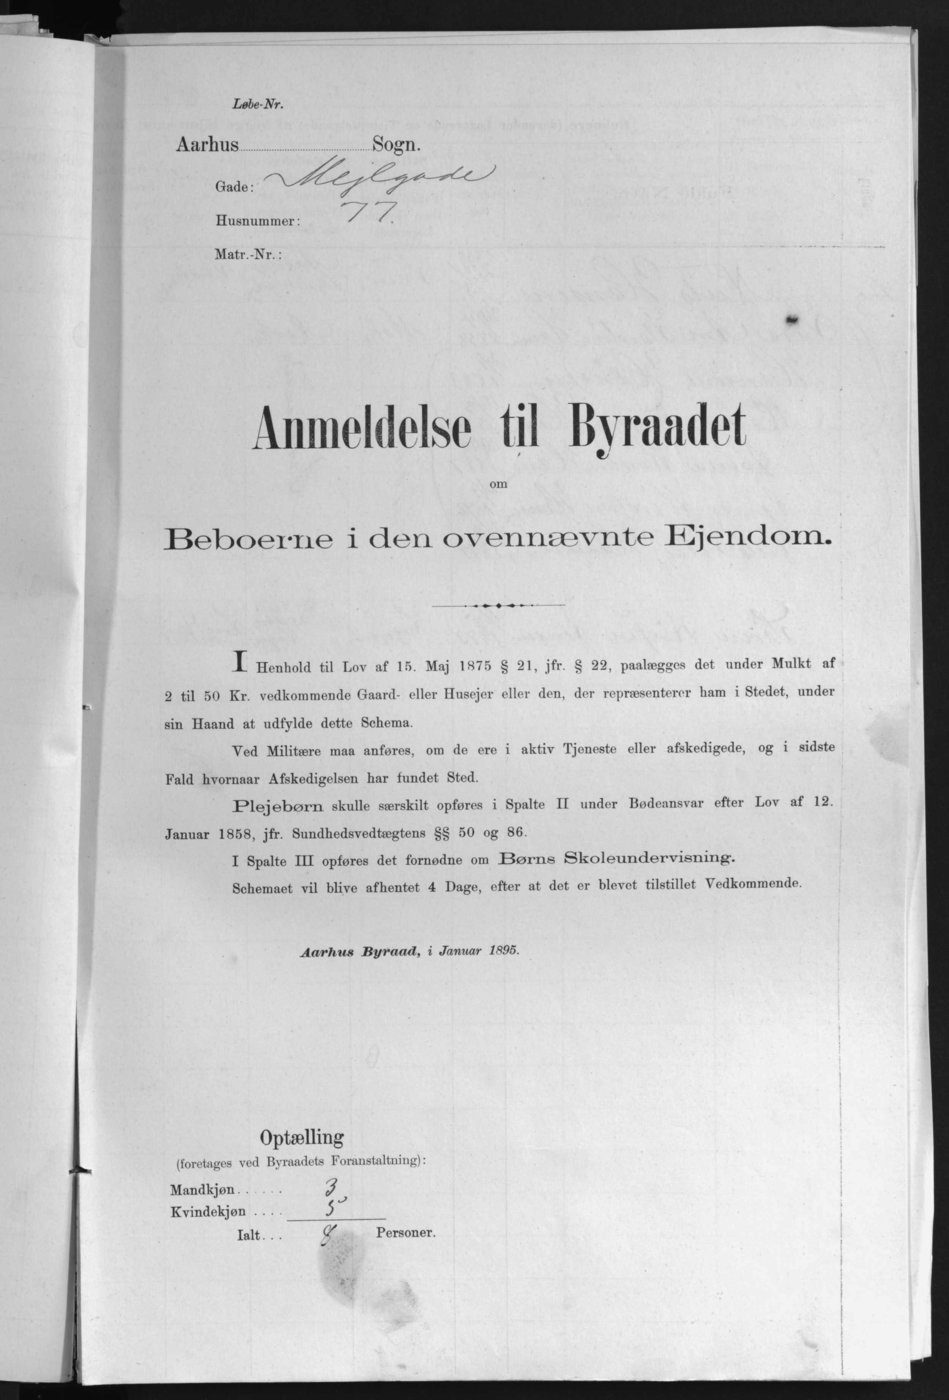 Løbe-Nr.
Aarhus Sogn.
Gade: Mejlgade
Husnummer: 77.
Matr.-Nr.:
Anmeldelse til Byraadet
om
Beboerne i den ovennævnte Ejendom.
I Henhold til Lov af 15. Maj 1875 § 21, jfr. § 22, paalægges det under Mulkt af
2 til 50 Kr. vedkommende Gaard- eller Husejer eller den, der repræsenterer ham i Stedet, under
sin Haand at udfylde dette Schema.
Ved Militære maa anføres, om de ere i aktiv Tjeneste eller afskedigede, og i sidste
Fald hvornaar Afskedigelsen har fundet Sted.
Plejebørn skulle særskilt opføres i Spalte II under Bødeansvar efter Lov af 12.
Januar 1858, jfr. Sundhedsvedtægtens §§ 50 og 86.
I Spalte III opføres det fornødne om Børns Skoleundervisning.
Schemaet vil blive afhentet 4 Dage, efter at det er blevet tilstillet Vedkommende.
Aarhus Byraad, i Januar 1895.
Optælling
(foretages ved Byraadets Foranstaltning):
Mandkjøn...... 3
Kvindekjøn .... 5
Ialt... 8 Personer.